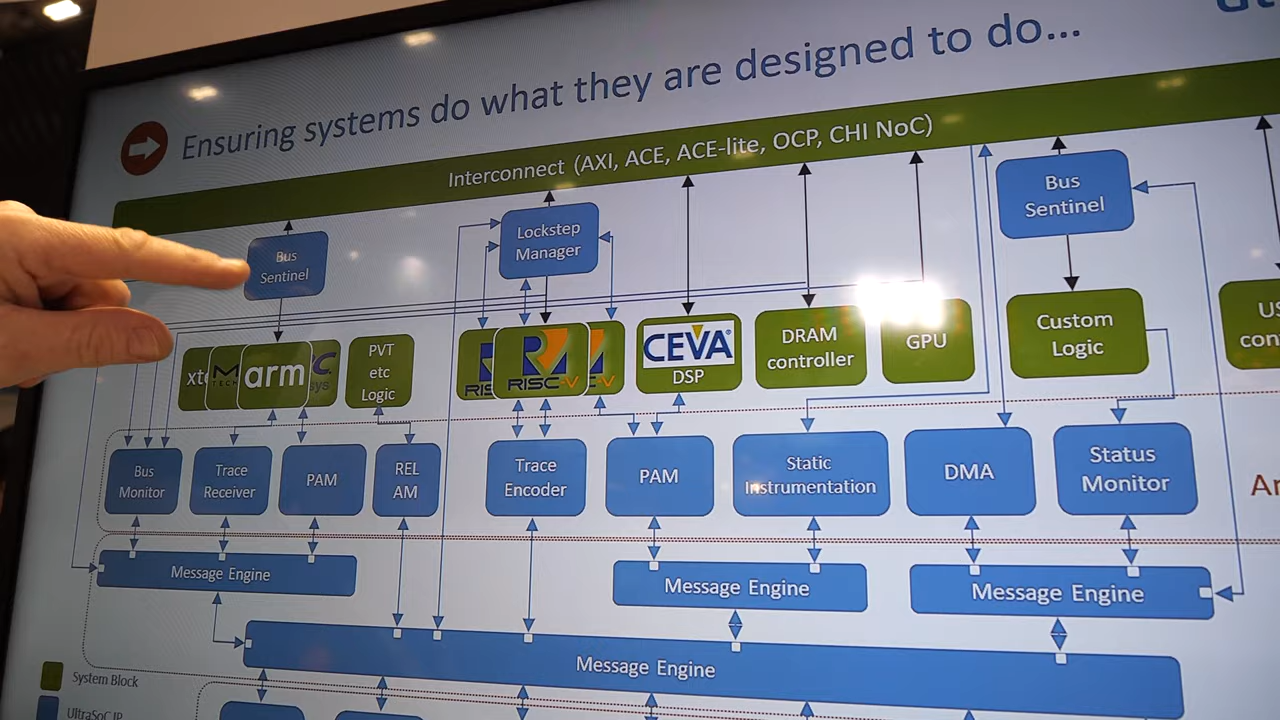 Ensuring systems do what they are designed to do...
Interconnect (AXI, ACE, ACE-lite, OCP, CHI NoC)
Bus
Sentinel
Lockstep
Manager
Bus
Sentinel
arm
PVT
etc
Logic
RISC-V
CEVA
DSP
DRAM
controller
GPU
Custom
Logic
Bus
Monitor
Trace
Receiver
PAM
REL
AM
Trace
Encoder
PAM
Static
Instrumentation
DMA
Status
Monitor
Message Engine
Message Engine
Message Engine
Message Engine
System Block
UltraSoC IP